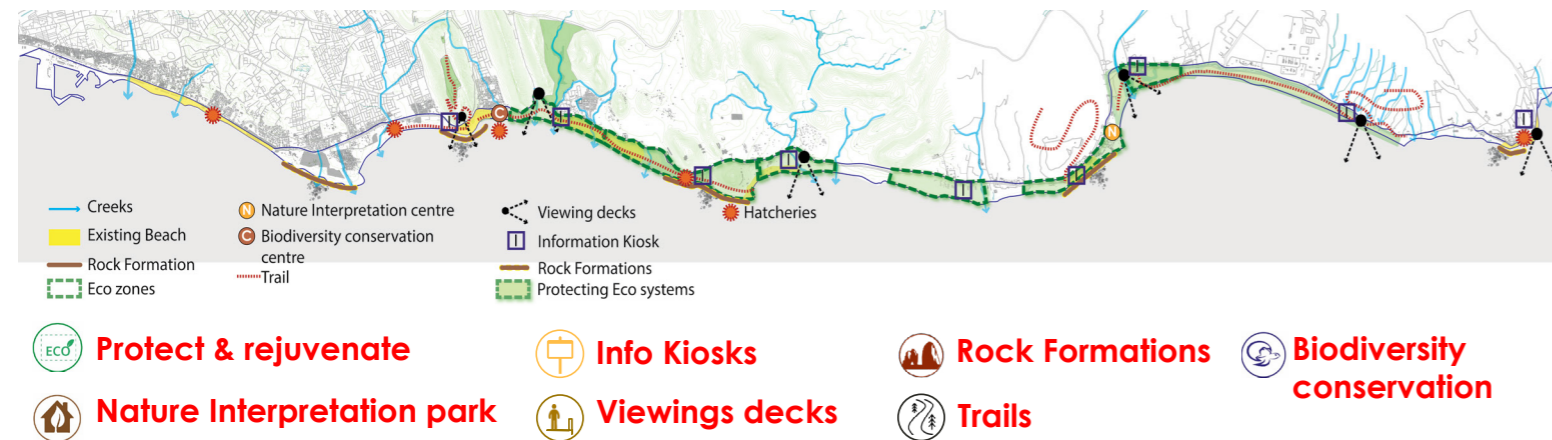 Creeks
Existing Beach
Rock Formation
Eco zones
N Nature Interpretation centre
C Biodiversity conservation
centre
Trail
Viewing decks
I Information Kiosk
Rock Formations
Protecting Eco systems
Hatcheries
I
C
I
I
I
I
I
N
I
I
I
ECO
Protect & rejuvenate
Info Kiosks
Rock Formations
Biodiversity
conservation
Nature Interpretation park
Viewings decks
Trails